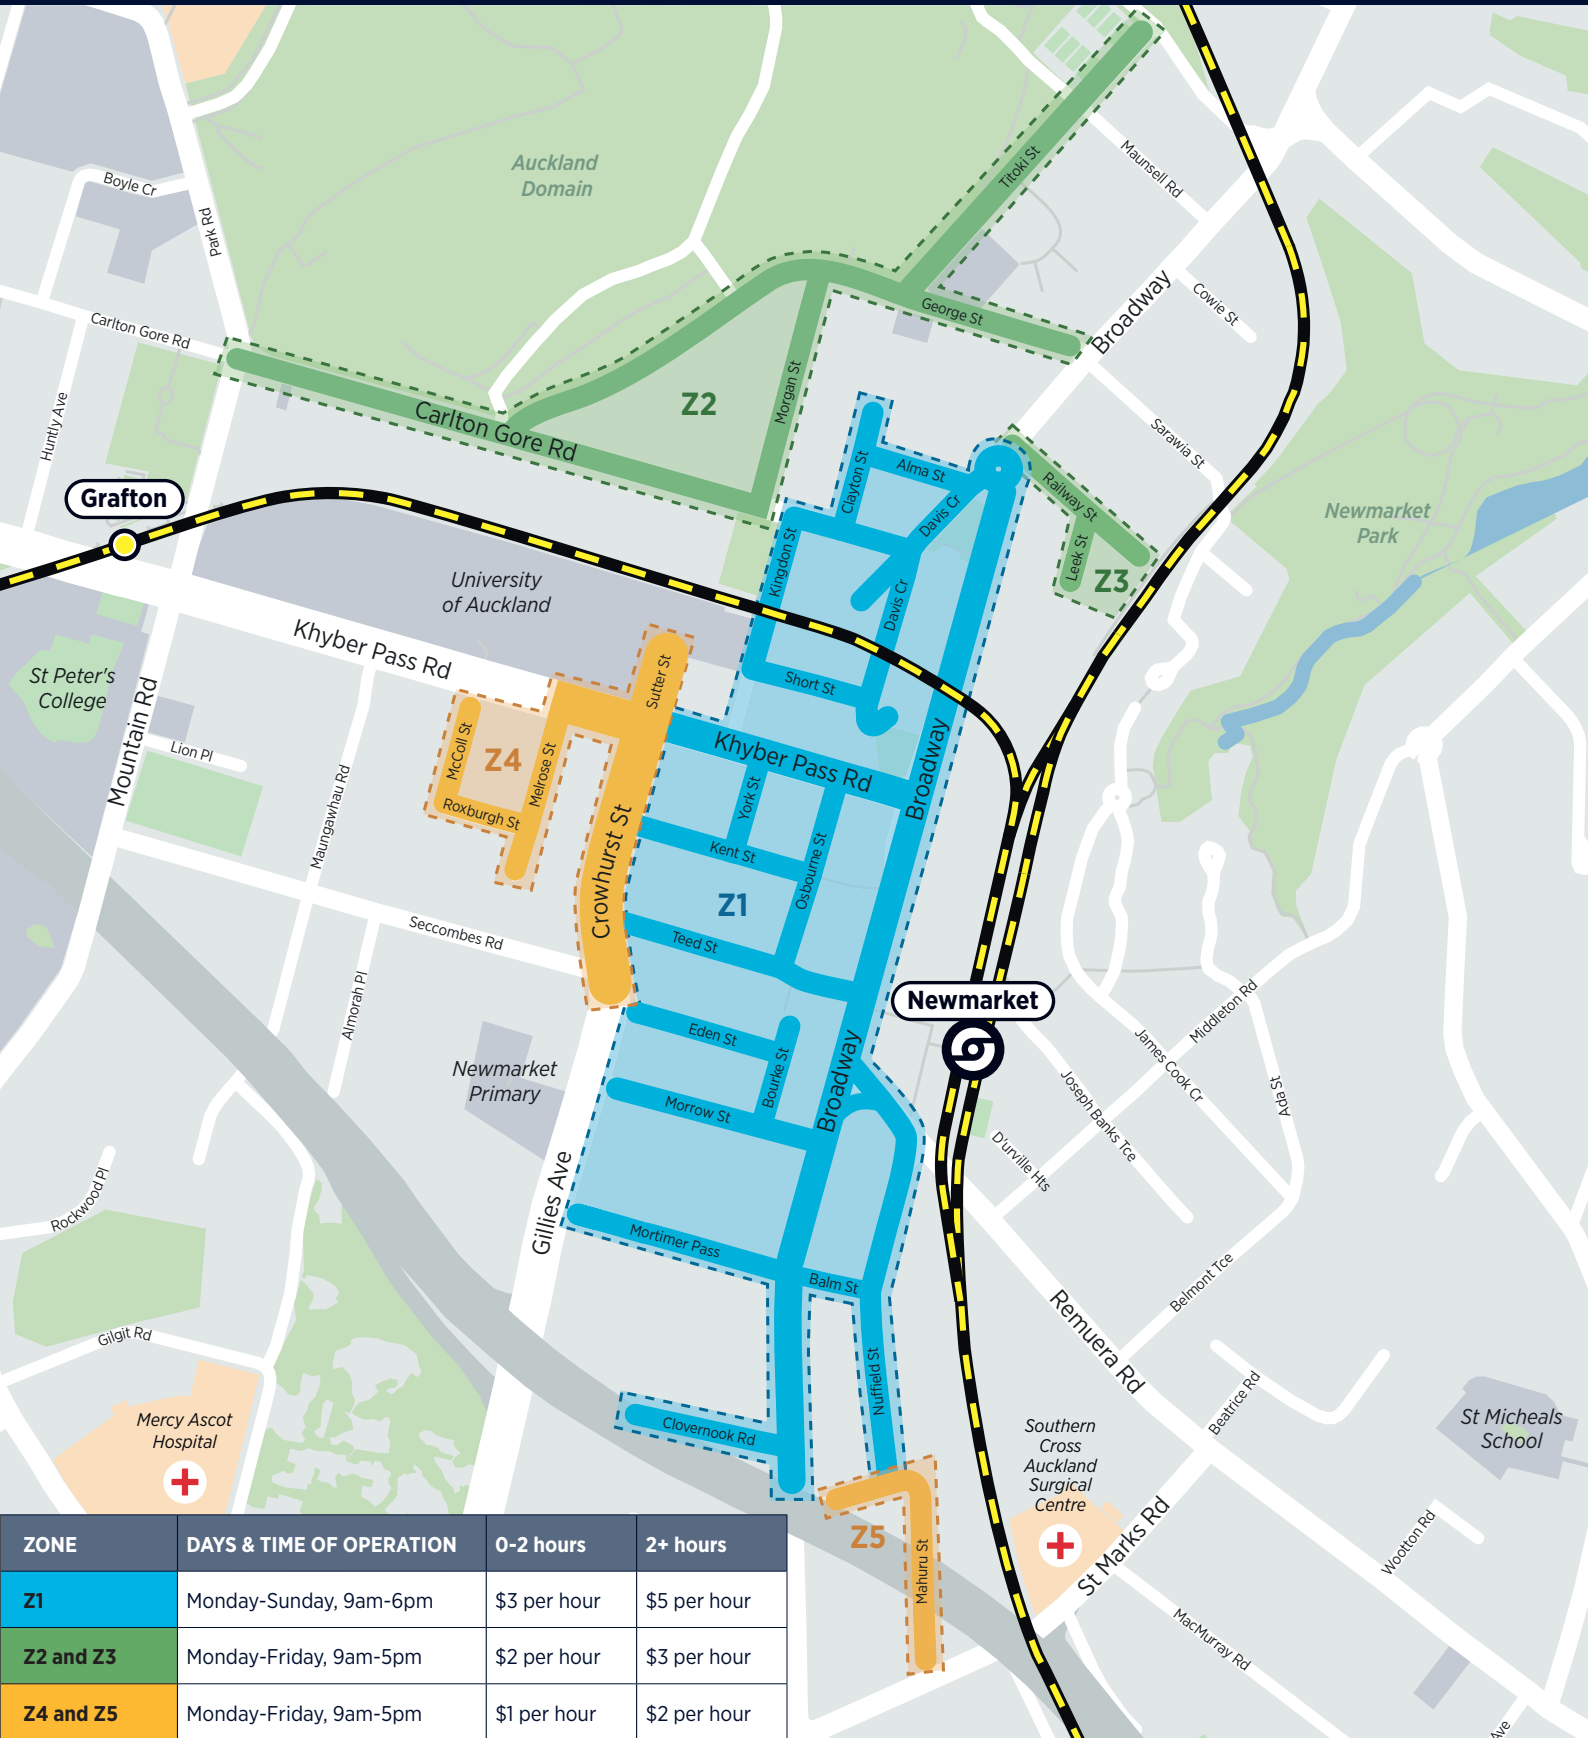 Auckland
Domain
Titoki St
Maunsell Rd
Boyle Cr
Park Rd
Cowie St
Broadway
George St
Carlton Gore Rd
Huntly Ave
Z2
Morgan St
Carlton Gore Rd
Sarawia St
Clayton St
Alma St
Railway St
Davis Cr
Grafton
Newmarket
Park
Kingdon St
Leek St
Z3
Davis Cr
University
of Auckland
Khyber Pass Rd
St Peter's
College
Sutter St
Short St
Mountain Rd
Lion Pl
McColl St
Z4
Melrose St
Khyber Pass Rd
Broadway
Roxburgh St
York St
Maungawhau Rd
Crowhurst St
Kent St
Osbourne St
Z1
Seccombes Rd
Teed St
Almorah Pl
Newmarket
Middleton Rd
Eden St
Bourke St
Broadway
James Cook Cr
Ada St
Newmarket
Primary
Joseph Banks Tce
Morrow St
D'urville Hts
Rockwood Pl
Gillies Ave
Mortimer Pass
Balm St
Belmont Tce
Gilgit Rd
Remuera Rd
Nuffield St
Beatrice Rd
Clovernook Rd
Mercy Ascot
Hospital
Southern
Cross
Auckland
Surgical
Centre
St Micheals
School
Z5
Mahuru St
St Marks Rd
Wootton Rd
MacMurray Rd
Ave
ZONE DAYS & TIME OF OPERATION 0-2 hours 2+ hours
Z1 Monday-Sunday, 9am-6pm $3 per hour $5 per hour
Z2 and Z3 Monday-Friday, 9am-5pm $2 per hour $3 per hour
Z4 and Z5 Monday-Friday, 9am-5pm $1 per hour $2 per hour